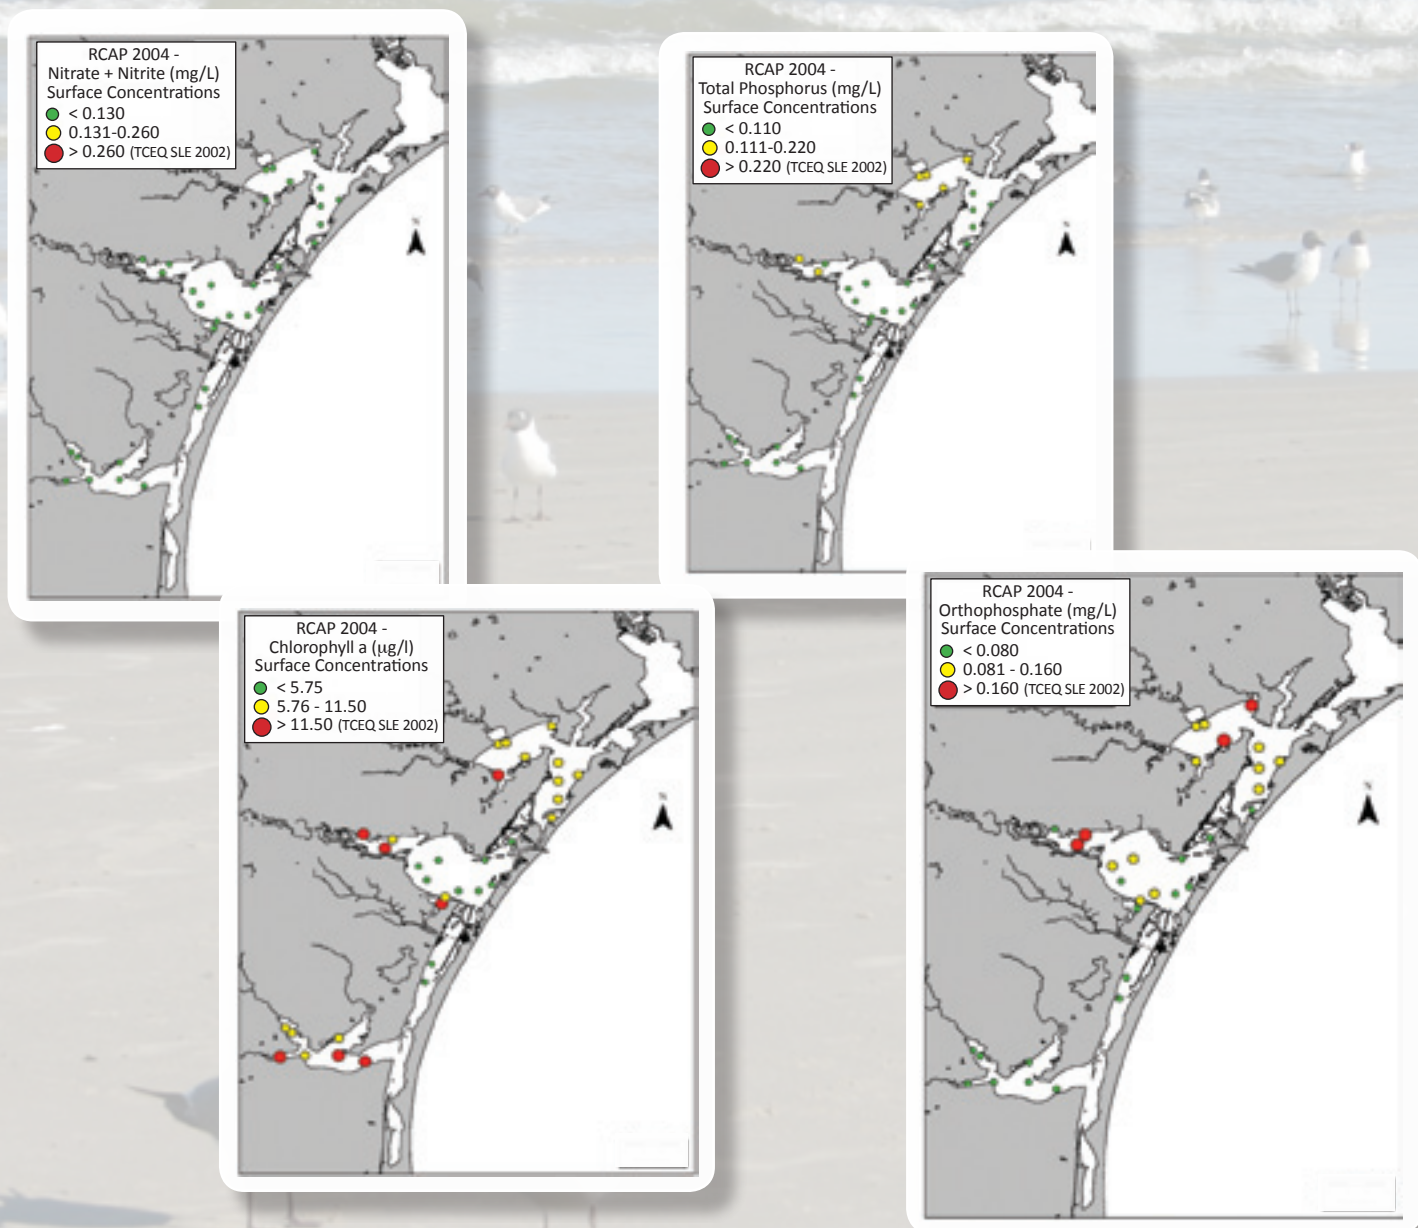 RCAP 2004 -
Nitrate + Nitrite (mg/L)
Surface Concentrations
< 0.130
0.131-0.260
> 0.260 (TCEQ SLE 2002)
N
RCAP 2004 -
Total Phosphorus (mg/L)
Surface Concentrations
< 0.110
0.111-0.220
> 0.220 (TCEQ SLE 2002)
N
RCAP 2004 -
Chlorophyll a (µg/l)
Surface Concentrations
< 5.75
5.76 - 11.50
> 11.50 (TCEQ SLE 2002)
N
RCAP 2004 -
Orthophosphate (mg/L)
Surface Concentrations
< 0.080
0.081 - 0.160
> 0.160 (TCEQ SLE 2002)
N